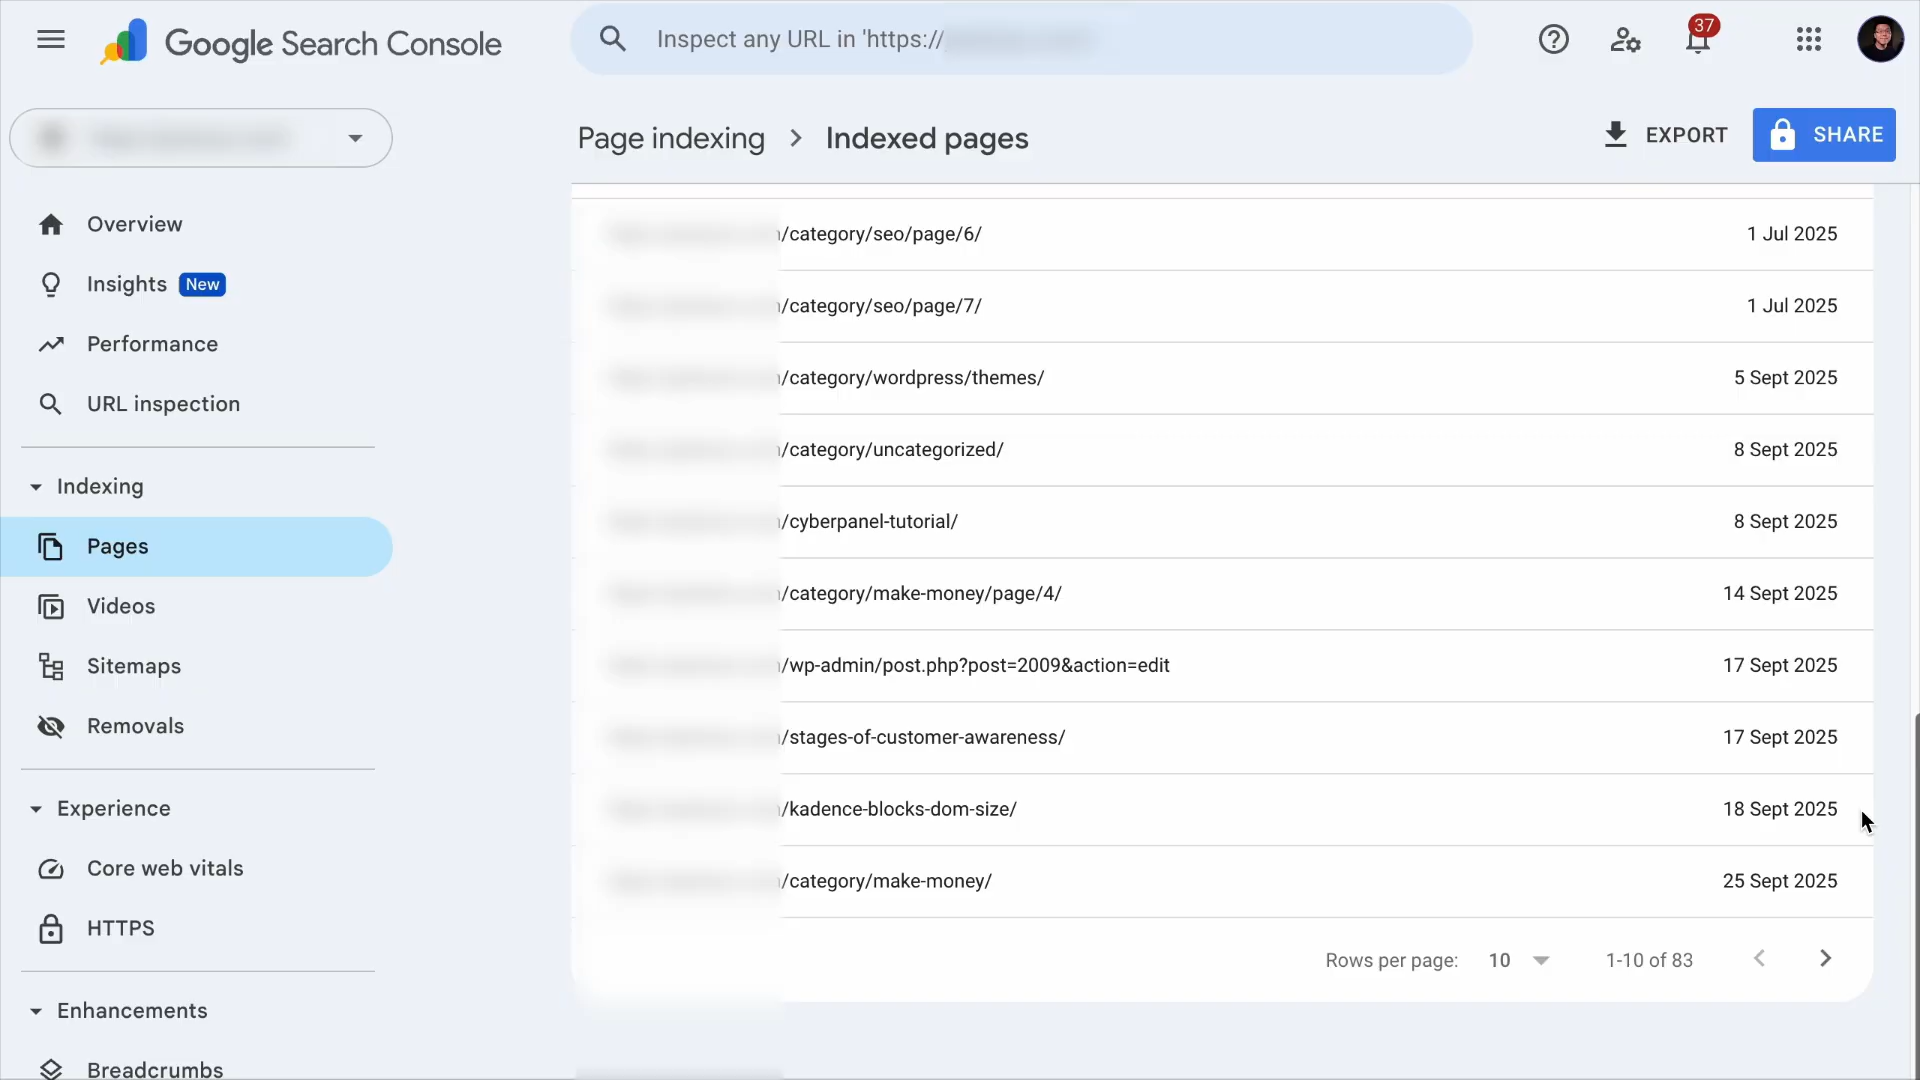 Google Search Console
Inspect any URL in 'https://
37
Page indexing > Indexed pages
EXPORT
SHARE
Overview
Insights New
Performance
URL inspection
Indexing
Pages
Videos
Sitemaps
Removals
Experience
Core web vitals
HTTPS
Enhancements
Breadcrumbs
/category/seo/page/6/ 1 Jul 2025
/category/seo/page/7/ 1 Jul 2025
/category/wordpress/themes/ 5 Sept 2025
/category/uncategorized/ 8 Sept 2025
/cyberpanel-tutorial/ 8 Sept 2025
/category/make-money/page/4/ 14 Sept 2025
/wp-admin/post.php?post=2009&action=edit 17 Sept 2025
/stages-of-customer-awareness/ 17 Sept 2025
/kadence-blocks-dom-size/ 18 Sept 2025
/category/make-money/ 25 Sept 2025
Rows per page: 10 1-10 of 83